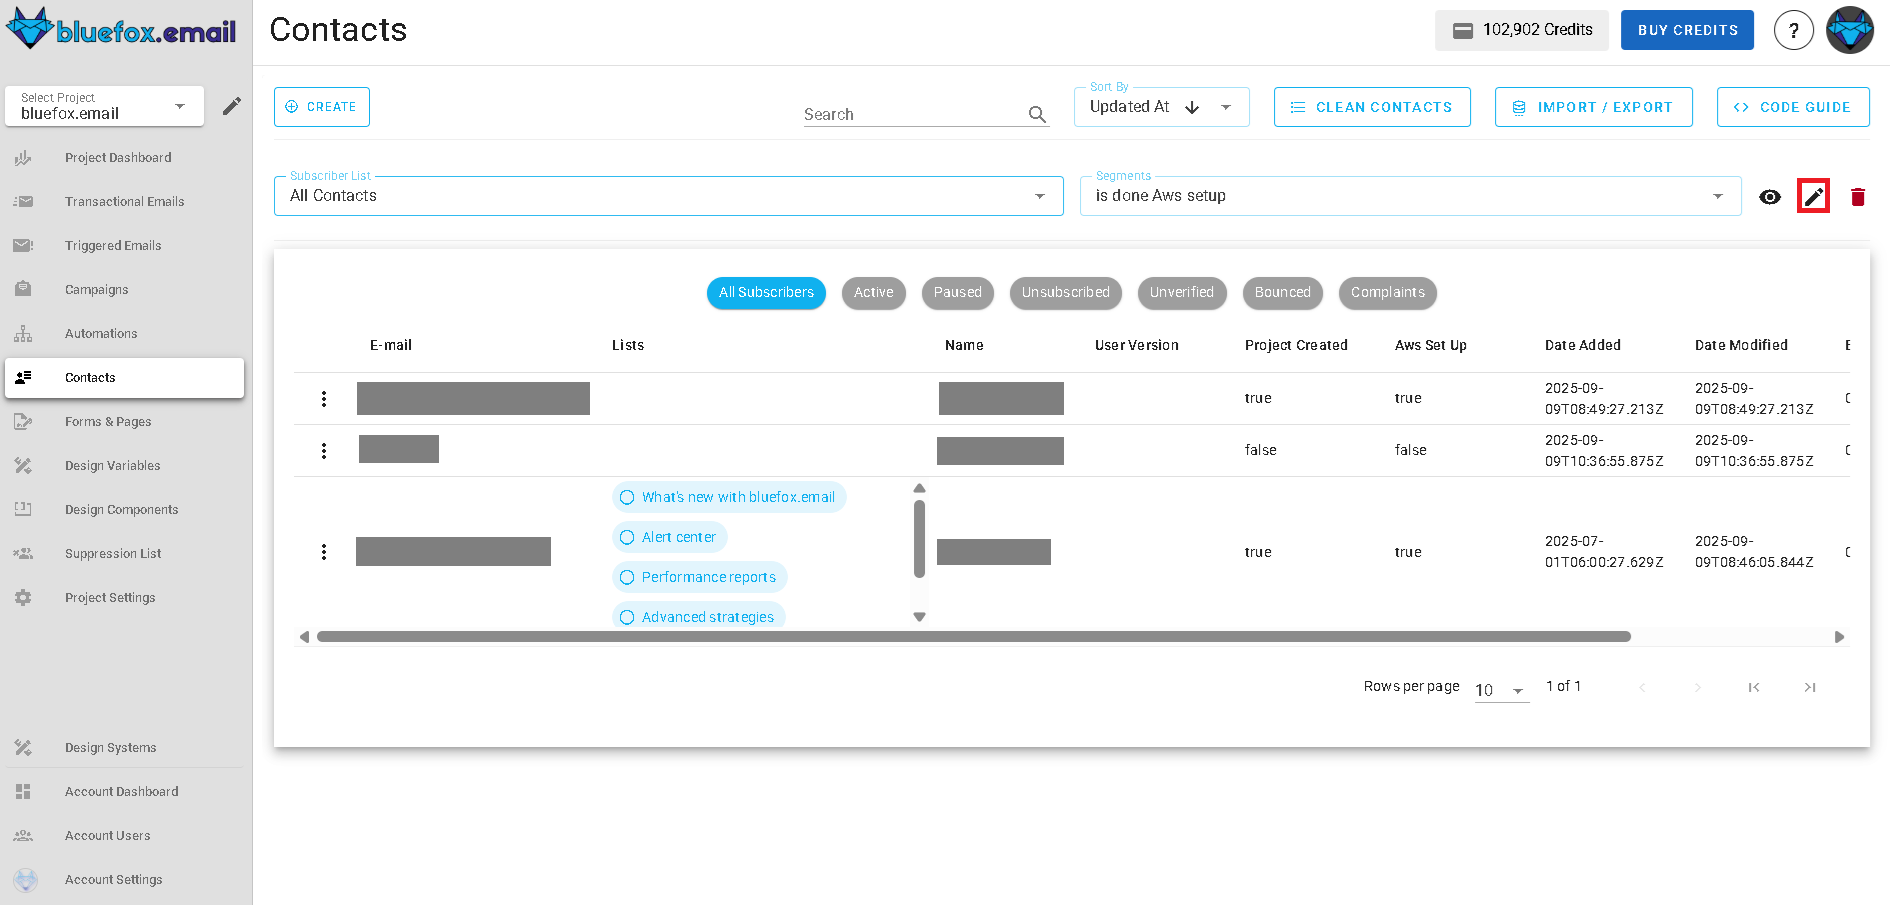 bluefox.email
Contacts
102,902 Credits
BUY CREDITS
?
Select Project
bluefox.email
Project Dashboard
Transactional Emails
Triggered Emails
Campaigns
Automations
Contacts
Forms & Pages
Design Variables
Design Components
Suppression List
Project Settings
Design Systems
Account Dashboard
Account Users
Account Settings
CREATE
Search
Sort By
Updated At
CLEAN CONTACTS
IMPORT / EXPORT
CODE GUIDE
Subscriber List
All Contacts
Segments
is done Aws setup
All Subscribers Active Paused Unsubscribed Unverified Bounced Complaints
E-mail Lists Name User Version Project Created Aws Set Up Date Added Date Modified
true true 2025-09-09T08:49:27.213Z 2025-09-09T08:49:27.213Z
false false 2025-09-09T10:36:55.875Z 2025-09-09T10:36:55.875Z
What's new with bluefox.email
Alert center
Performance reports
Advanced strategies
true true 2025-07-01T06:00:27.629Z 2025-09-09T08:46:05.844Z
Rows per page 10 1 of 1